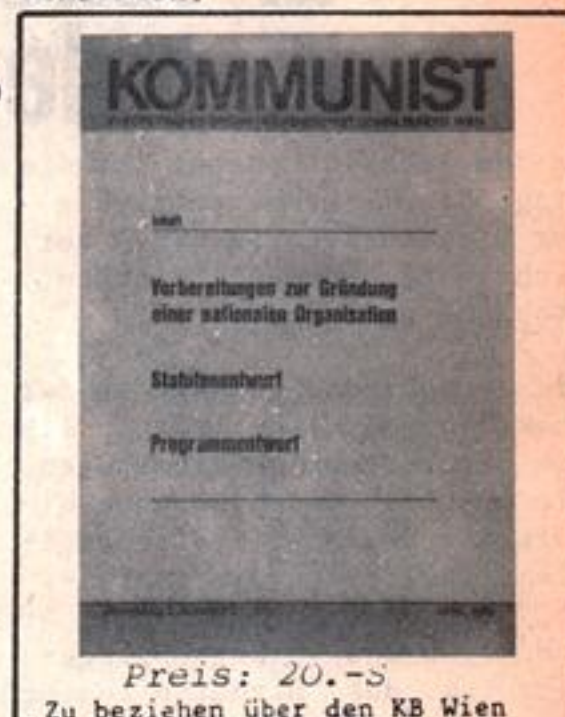 KOMMUNIST
Inhalt
Vorbereitungen zur Gründung
einer nationalen Organisation
Statutenentwurf
Programmentwurf
Preis: 20.-S
Zu beziehen über den KB Wien